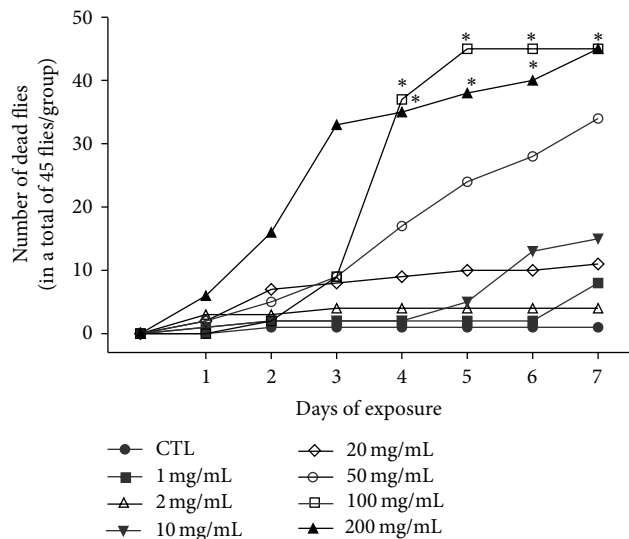 Number of dead flies
(in a total of 45 flies/group)
50
40
30
20
10
0
* * * *
* * *
1 2 3 4 5 6 7
Days of exposure
CTL
1 mg/mL
2 mg/mL
10 mg/mL
20 mg/mL
50 mg/mL
100 mg/mL
200 mg/mL